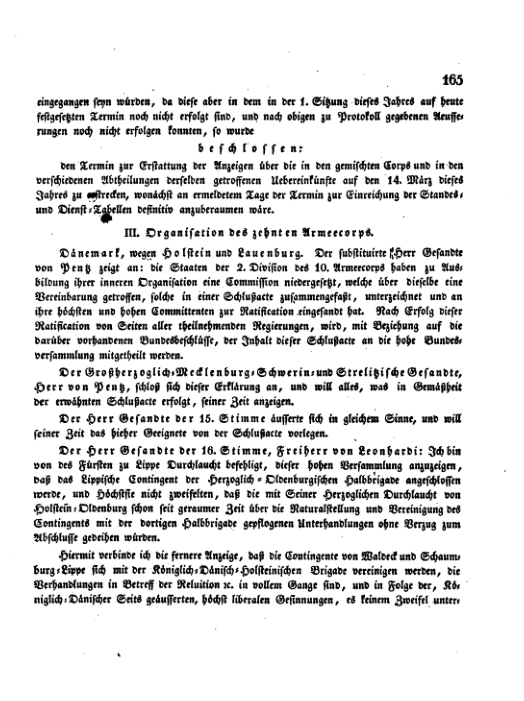 165
eingegangen seyn würden, da diese aber in dem in der 1. Sitzung dieses Jahres auf heute
festgesetzten Termin noch nicht erfolgt sind, und nach obigen zu Protokoll gegebenen Aeusse-
rungen noch nicht erfolgen konnten, so wurde
beschlossen:
den Termin zur Erstattung der Anzeigen über die in den gemischten Corps und in den
verschiedenen Abtheilungen derselben getroffenen Uebereinkünfte auf den 14. März dieses
Jahres zu erstrecken, wonächst an ermeldetem Tage der Termin zur Einreichung der Standes-
und Dienst-Tabellen definitiv anzuberaumen wäre.
III. Organisation des zehnten Armeecorps.
Dänemark, wegen Holstein und Lauenburg. Der substituirte Herr Gesandte
von Pentz zeigt an: die Staaten der 2. Division des 10. Armeecorps haben zu Aus-
bildung ihrer inneren Organisation eine Commission niedergesetzt, welche über dieselbe eine
Vereinbarung getroffen, solche in einer Schlußacte zusammengefaßt, unterzeichnet und an
ihre höchsten und hohen Committenten zur Ratification eingesandt hat. Nach Erfolg dieser
Ratification von Seiten aller theilnehmenden Regierungen, wird, mit Beziehung auf die
darüber vorhandenen Bundesbeschlüsse, der Inhalt dieser Schlußacte an die hohe Bundes-
versammlung mitgetheilt werden.
Der Großherzoglich-Mecklenburg-Schwerin- und Strelitzische Gesandte,
Herr von Pentz, schloß sich dieser Erklärung an, und will alles, was in Gemäßheit
der erwähnten Schlußacte erfolgt, seiner Zeit anzeigen.
Der Herr Gesandte der 15. Stimme äusserte sich in gleichem Sinne, und will
seiner Zeit das hieher Geeignete von der Schlußacte vorlegen.
Der Herr Gesandte der 16. Stimme, Freiherr von Leonhardi: Ich bin
von des Fürsten zu Lippe Durchlaucht befehligt, dieser hohen Versammlung anzuzeigen,
daß das Lippische Contingent der Herzoglich-Oldenburgischen Halbbrigade angeschlossen
werde, und Höchstsie nicht zweifelten, daß die mit Seiner Herzoglichen Durchlaucht von
Holstein-Oldenburg schon seit geraumer Zeit über die Naturalstellung und Vereinigung des
Contingents mit der dortigen Halbbrigade gepflogenen Unterhandlungen ohne Verzug zum
Abschlusse gedeihen würden.
Hiermit verbinde ich die fernere Anzeige, daß die Contingente von Waldeck und Schaum-
burg-Lippe sich mit der Königlich-Dänisch-Holsteinischen Brigade vereinigen werden, die
Verhandlungen in Betreff der Reluition ꝛc. in vollem Gange sind, und in Folge der, Kö-
niglich-Dänischer Seits geäusserten, höchst liberalen Gesinnungen, es keinem Zweifel unter-